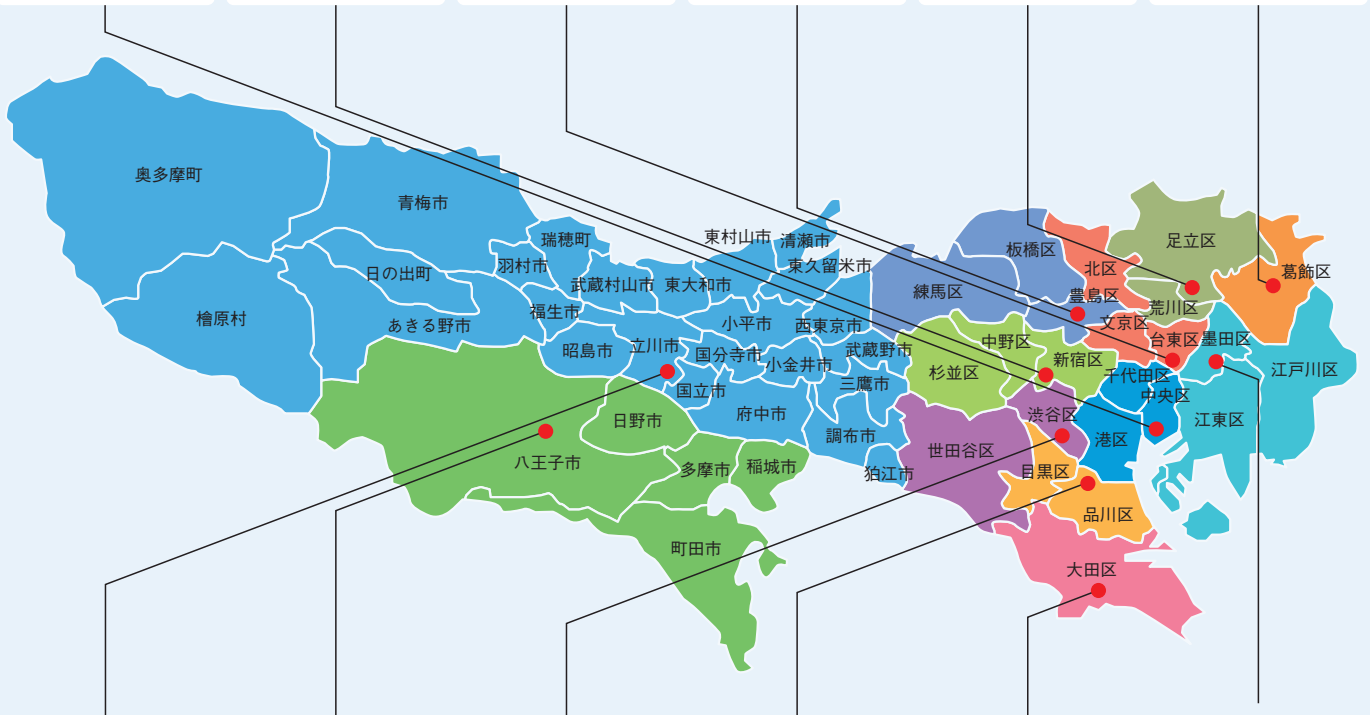 奥多摩町
青梅市
檜原村
日の出町
あきる野市
瑞穂町
羽村市
福生市
武蔵村山市
東大和市
東村山市
清瀬市
東久留米市
昭島市
立川市
小平市
西東京市
国分寺市
小金井市
武蔵野市
国立市
三鷹市
日野市
府中市
調布市
狛江市
八王子市
多摩市
稲城市
町田市
板橋区
練馬区
北区
足立区
葛飾区
豊島区
荒川区
文京区
台東区
墨田区
中野区
新宿区
杉並区
千代田区
中央区
江戸川区
渋谷区
港区
江東区
世田谷区
目黒区
品川区
大田区